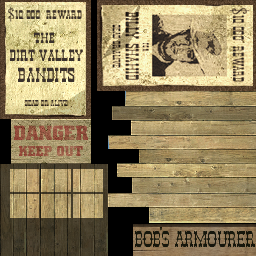 $10 000 REWARD
THE
DIRT VALLEY
BANDITS
DEAD OR ALIVE
$10 000 REWARD
DANGER
KEEP OUT
BOB'S ARMOURER